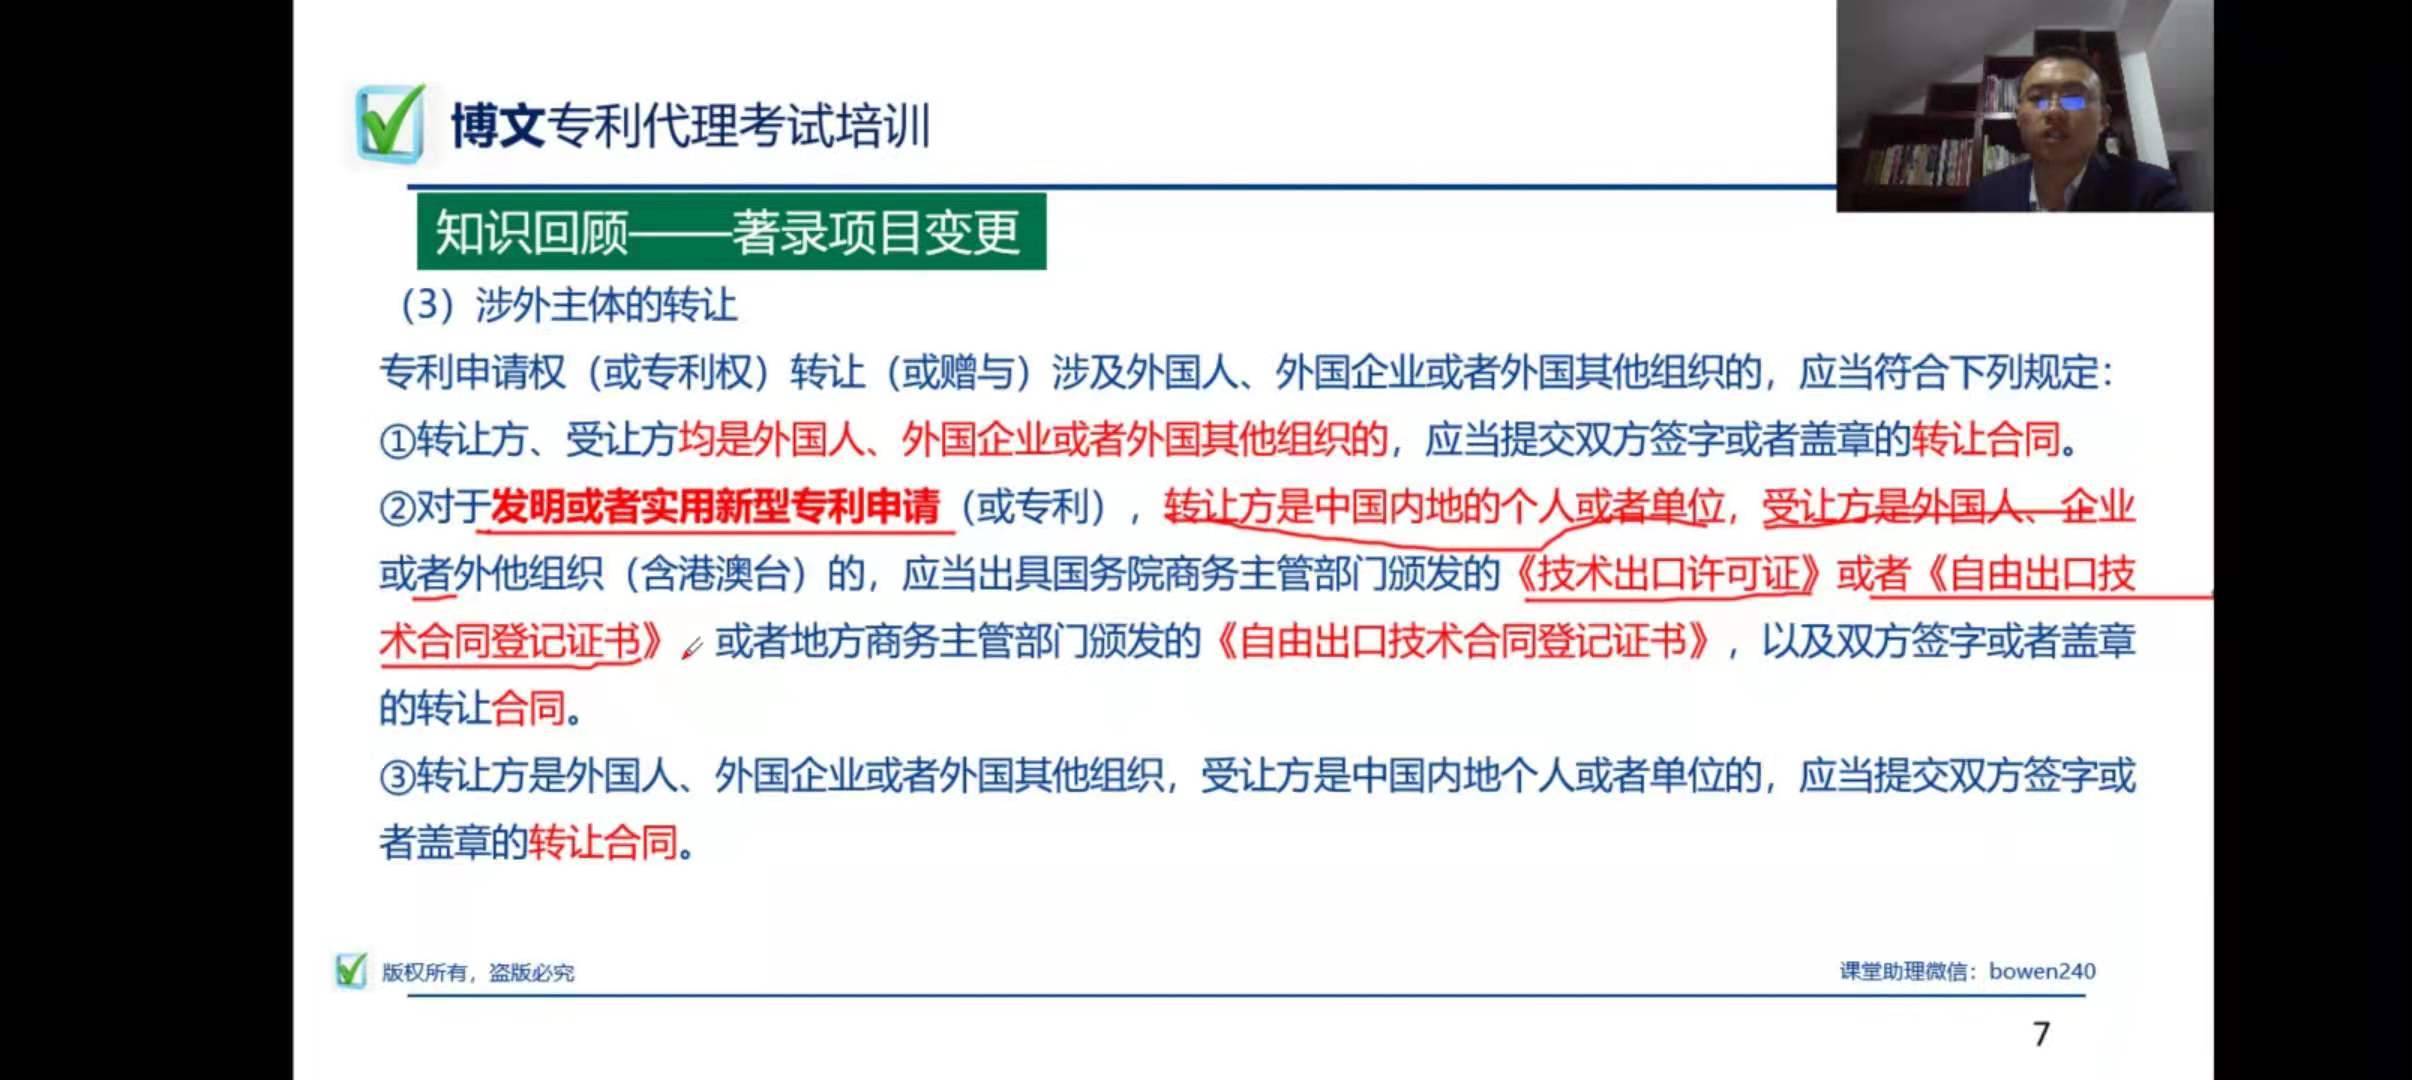 博文专利代理考试培训
知识回顾——著录项目变更
（3）涉外主体的转让
专利申请权（或专利权）转让（或赠与）涉及外国人、外国企业或者外国其他组织的，应当符合下列规定：
①转让方、受让方均是外国人、外国企业或者外国其他组织的，应当提交双方签字或者盖章的转让合同。
②对于发明或者实用新型专利申请（或专利），转让方是中国内地的个人或者单位，受让方是外国人、企业
或者外他组织（含港澳台）的，应当出具国务院商务主管部门颁发的《技术出口许可证》或者《自由出口技
术合同登记证书》，或者地方商务主管部门颁发的《自由出口技术合同登记证书》，以及双方签字或者盖章
的转让合同。
③转让方是外国人、外国企业或者外国其他组织，受让方是中国内地个人或者单位的，应当提交双方签字或
者盖章的转让合同。
版权所有，盗版必究
课堂助理微信：bowen240
7